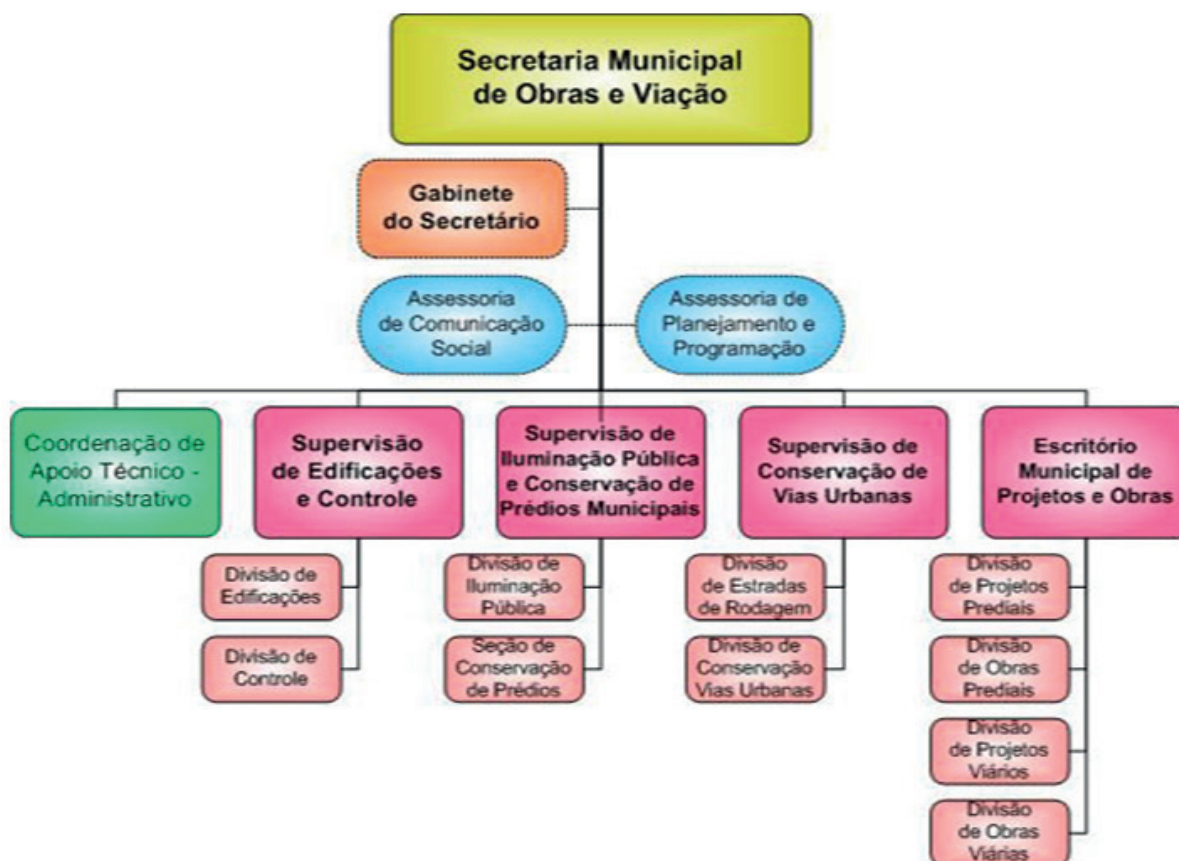 Secretaria Municipal
de Obras e Viação
Gabinete
do Secretário
Assessoria
de Comunicação
Social
Assessoria de
Planejamento e
Programação
Coordenação de
Apoio Técnico -
Administrativo
Supervisão
de Edificações
e Controle
Supervisão de
Iluminação Pública
e Conservação de
Prédios Municipais
Supervisão de
Conservação de
Vias Urbanas
Escritório
Municipal de
Projetos e Obras
Divisão de
Edificações
Divisão de
Controle
Divisão de
Iluminação
Pública
Seção de
Conservação
de Prédios
Divisão
de Estradas
de Rodagem
Divisão de
Conservação
Vias Urbanas
Divisão
de Projetos
Prediais
Divisão
de Obras
Prediais
Divisão
de Projetos
Viários
Divisão
de Obras
Viárias